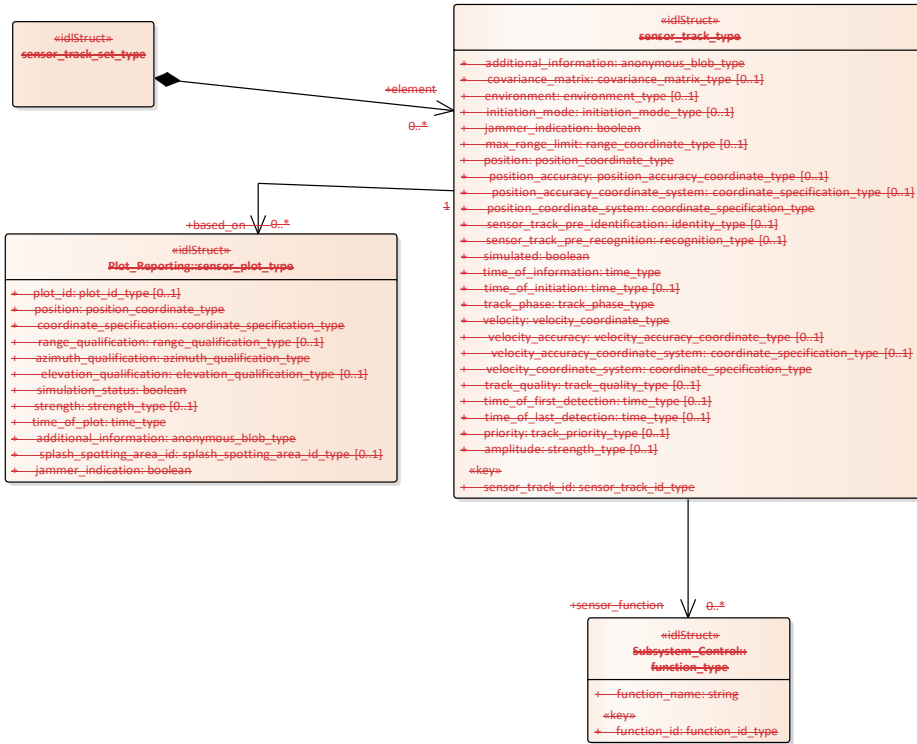 «idlStruct»
sensor_track_set_type
+element
0..*
«idlStruct»
sensor_track_type
+ additional_information: anonymous_blob_type
+ covariance_matrix: covariance_matrix_type [0..1]
+ environment: environment_type [0..1]
+ initiation_mode: initiation_mode_type [0..1]
+ jammer_indication: boolean
+ max_range_limit: range_coordinate_type [0..1]
+ position: position_coordinate_type
+ position_accuracy: position_accuracy_coordinate_type [0..1]
+ position_accuracy_coordinate_system: coordinate_specification_type [0..1]
+ position_coordinate_system: coordinate_specification_type
+ sensor_track_pre_identification: identity_type [0..1]
+ sensor_track_pre_recognition: recognition_type [0..1]
+ simulated: boolean
+ time_of_information: time_type
+ time_of_initiation: time_type [0..1]
+ track_phase: track_phase_type
+ velocity: velocity_coordinate_type
+ velocity_accuracy: velocity_accuracy_coordinate_type [0..1]
+ velocity_accuracy_coordinate_system: coordinate_specification_type [0..1]
+ velocity_coordinate_system: coordinate_specification_type
+ track_quality: track_quality_type [0..1]
+ time_of_first_detection: time_type [0..1]
+ time_of_last_detection: time_type [0..1]
+ priority: track_priority_type [0..1]
+ amplitude: strength_type [0..1]
«key»
+ sensor_track_id: sensor_track_id_type
1
+based_on
0..*
«idlStruct»
Plot_Reporting::sensor_plot_type
+ plot_id: plot_id_type [0..1]
+ position: position_coordinate_type
+ coordinate_specification: coordinate_specification_type
+ range_qualification: range_qualification_type [0..1]
+ azimuth_qualification: azimuth_qualification_type
+ elevation_qualification: elevation_qualification_type [0..1]
+ simulation_status: boolean
+ strength: strength_type [0..1]
+ time_of_plot: time_type
+ additional_information: anonymous_blob_type
+ splash_spotting_area_id: splash_spotting_area_id_type [0..1]
+ jammer_indication: boolean
+sensor_function
0..*
«idlStruct»
Subsystem_Control::
function_type
+ function_name: string
«key»
+ function_id: function_id_type